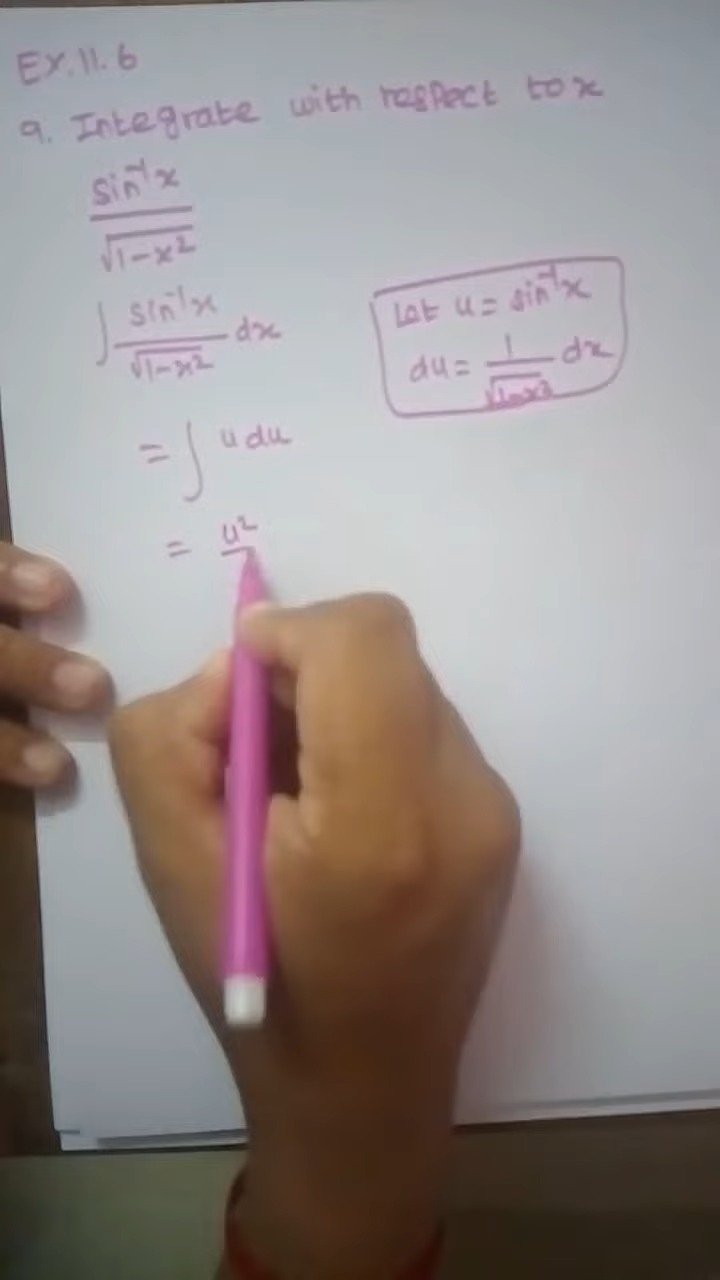 Ex.11.6
9. Integrate with respect to x
sin⁻¹x
√1-x²
∫ sin⁻¹x / √1-x² dx
Let u = sin⁻¹x
du = 1 / √1-x² dx
= ∫ u du
= u²